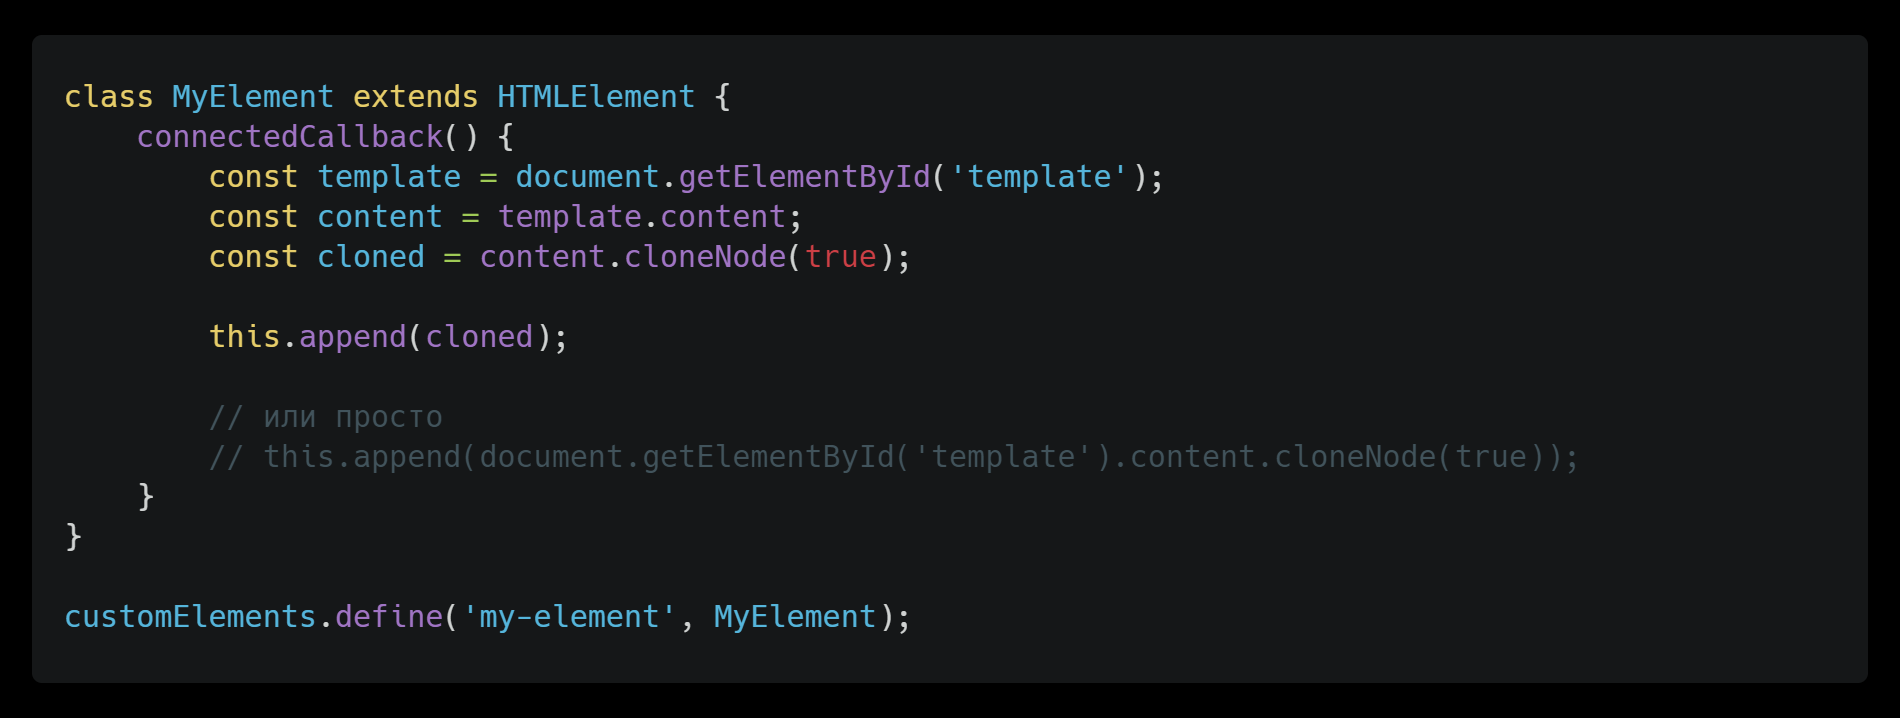 class MyElement extends HTMLElement {
    connectedCallback() {
        const template = document.getElementById('template');
        const content = template.content;
        const cloned = content.cloneNode(true);

        this.append(cloned);

        // или просто
        // this.append(document.getElementById('template').content.cloneNode(true));
    }
}

customElements.define('my-element', MyElement);